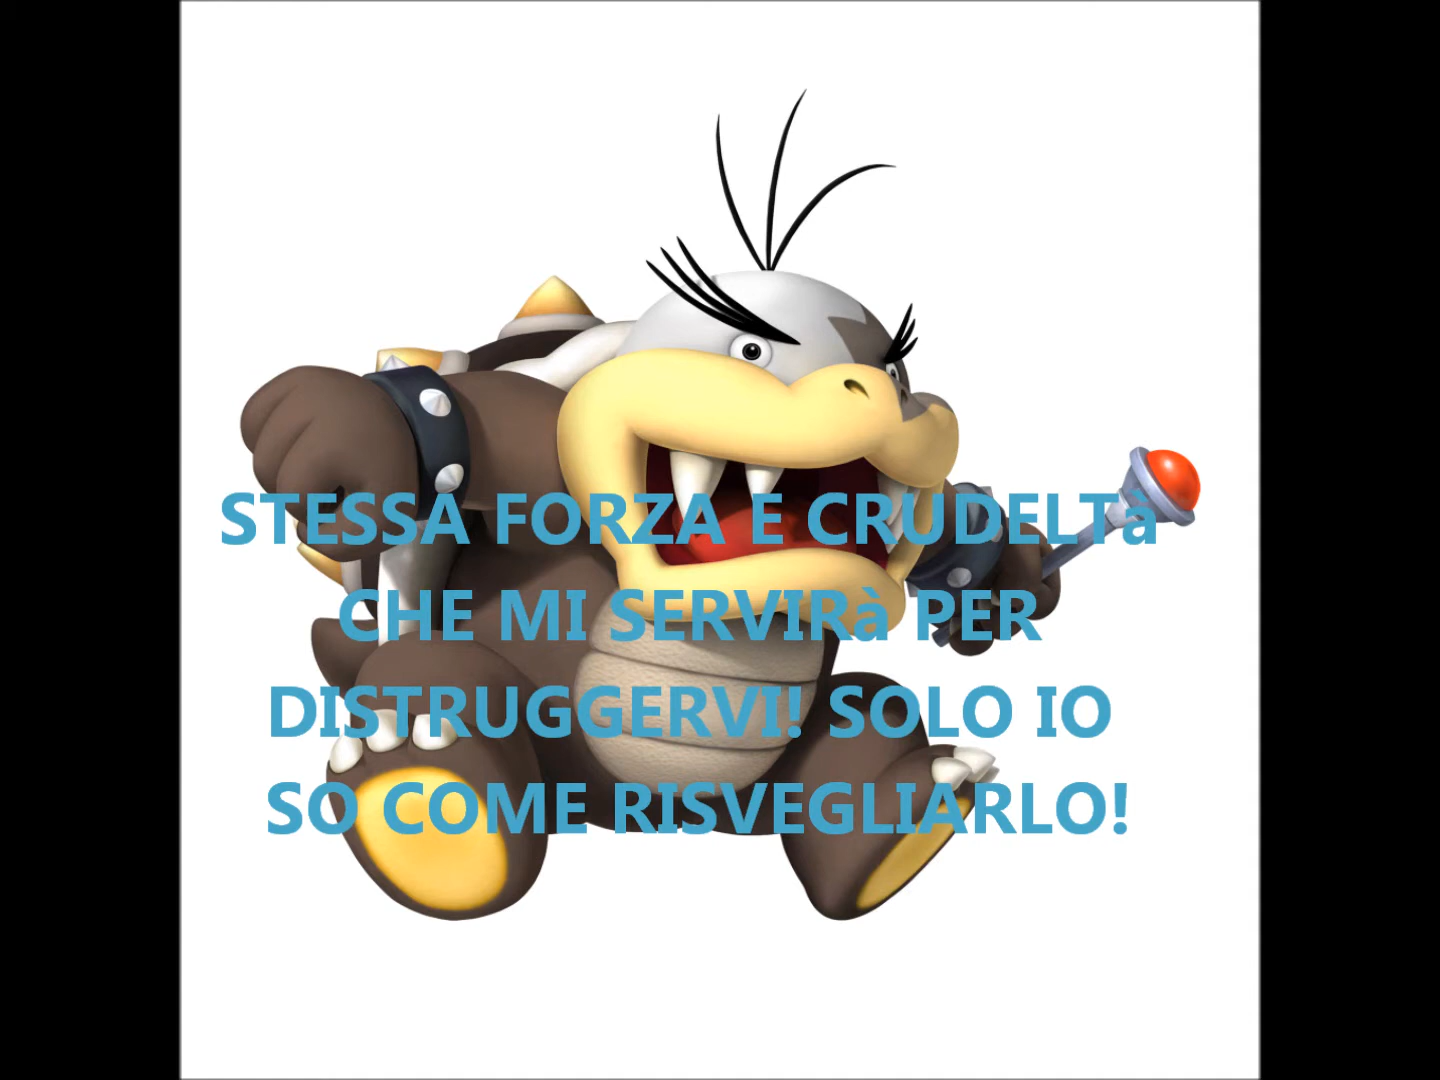 STESSA FORZA E CRUDELTà
CHE MI SERVIRà PER
DISTRUGGERVI! SOLO IO
SO COME RISVEGLIARLO!